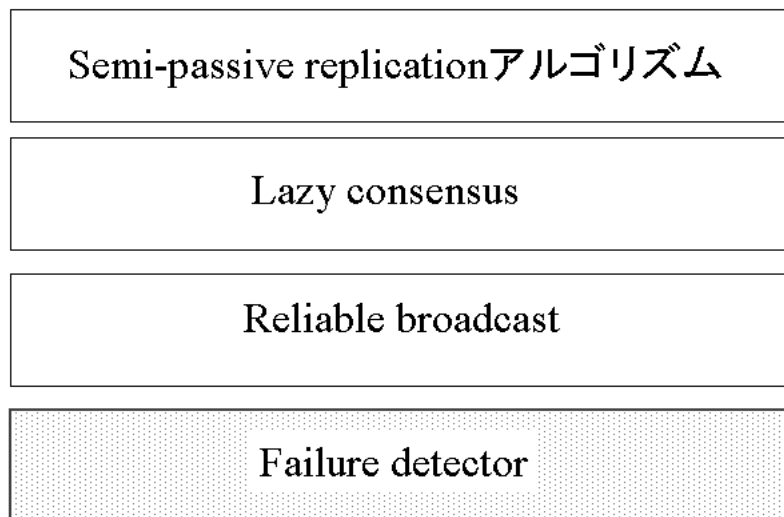 Semi-passive replicationアルゴリズム
Lazy consensus
Reliable broadcast
Failure detector